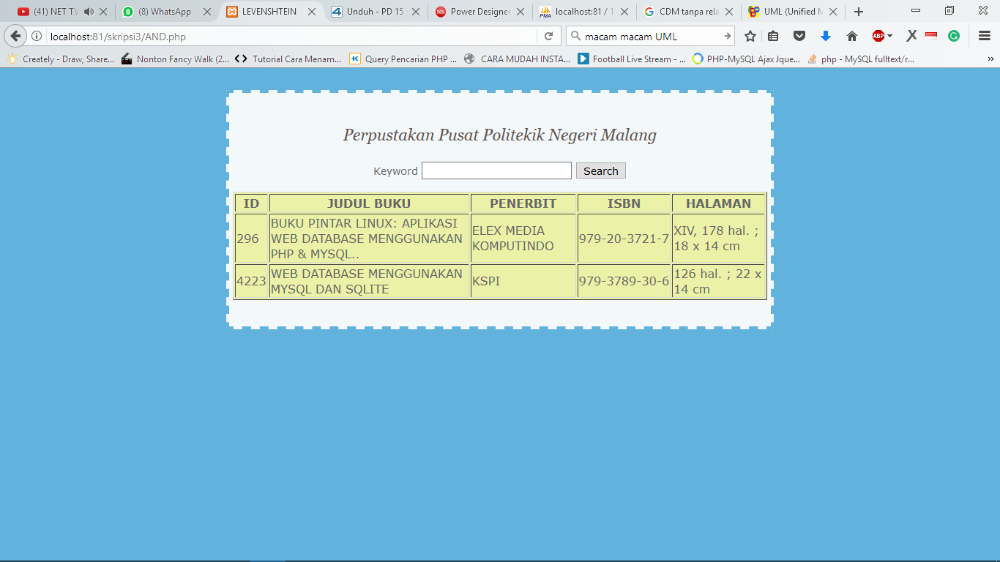 (41) NET TV
(8) WhatsApp
LEVENSHTEIN
Unduh - PD 15
Power Designer
localhost:81 / 1
CDM tanpa rela
UML (Unified M
localhost:81/skripsi3/AND.php
macam macam UML
ABP
Creately - Draw, Share...
Nonton Fancy Walk (2...
Tutorial Cara Menam...
Query Pencarian PHP ...
CARA MUDAH INSTA...
Football Live Stream - ...
PHP-MySQL Ajax Jque...
php - MySQL fulltext/r...
Perpustakan Pusat Politekik Negeri Malang
Keyword Search
ID JUDUL BUKU PENERBIT ISBN HALAMAN
296
BUKU PINTAR LINUX: APLIKASI
WEB DATABASE MENGGUNAKAN
PHP & MYSQL..
ELEX MEDIA
KOMPUTINDO
979-20-3721-7
XIV, 178 hal. ;
18 x 14 cm
4223
WEB DATABASE MENGGUNAKAN
MYSQL DAN SQLITE
KSPI
979-3789-30-6
126 hal. ; 22 x
14 cm